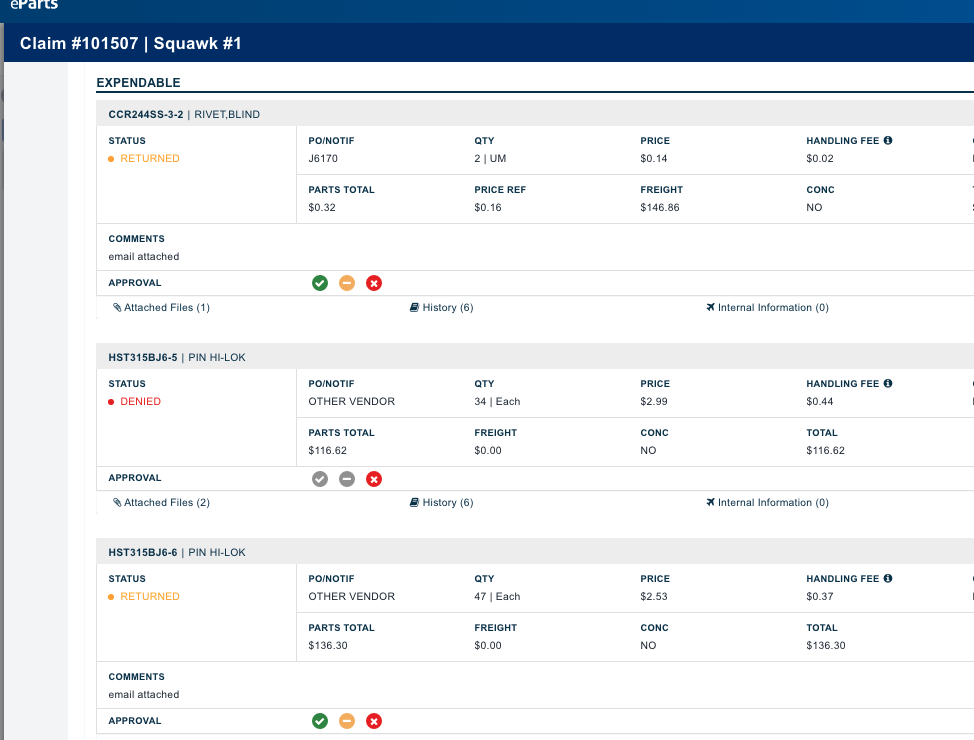 eParts
Claim #101507 | Squawk #1
EXPENDABLE
CCR244SS-3-2 | RIVET,BLIND
STATUS PO/NOTIF QTY PRICE HANDLING FEE
RETURNED J6170 2 | UM $0.14 $0.02
PARTS TOTAL PRICE REF FREIGHT CONC
$0.32 $0.16 $146.86 NO
COMMENTS
email attached
APPROVAL
Attached Files (1) History (6) Internal Information (0)
HST315BJ6-5 | PIN HI-LOK
STATUS PO/NOTIF QTY PRICE HANDLING FEE
DENIED OTHER VENDOR 34 | Each $2.99 $0.44
PARTS TOTAL FREIGHT CONC TOTAL
$116.62 $0.00 NO $116.62
APPROVAL
Attached Files (2) History (6) Internal Information (0)
HST315BJ6-6 | PIN HI-LOK
STATUS PO/NOTIF QTY PRICE HANDLING FEE
RETURNED OTHER VENDOR 47 | Each $2.53 $0.37
PARTS TOTAL FREIGHT CONC TOTAL
$136.30 $0.00 NO $136.30
COMMENTS
email attached
APPROVAL